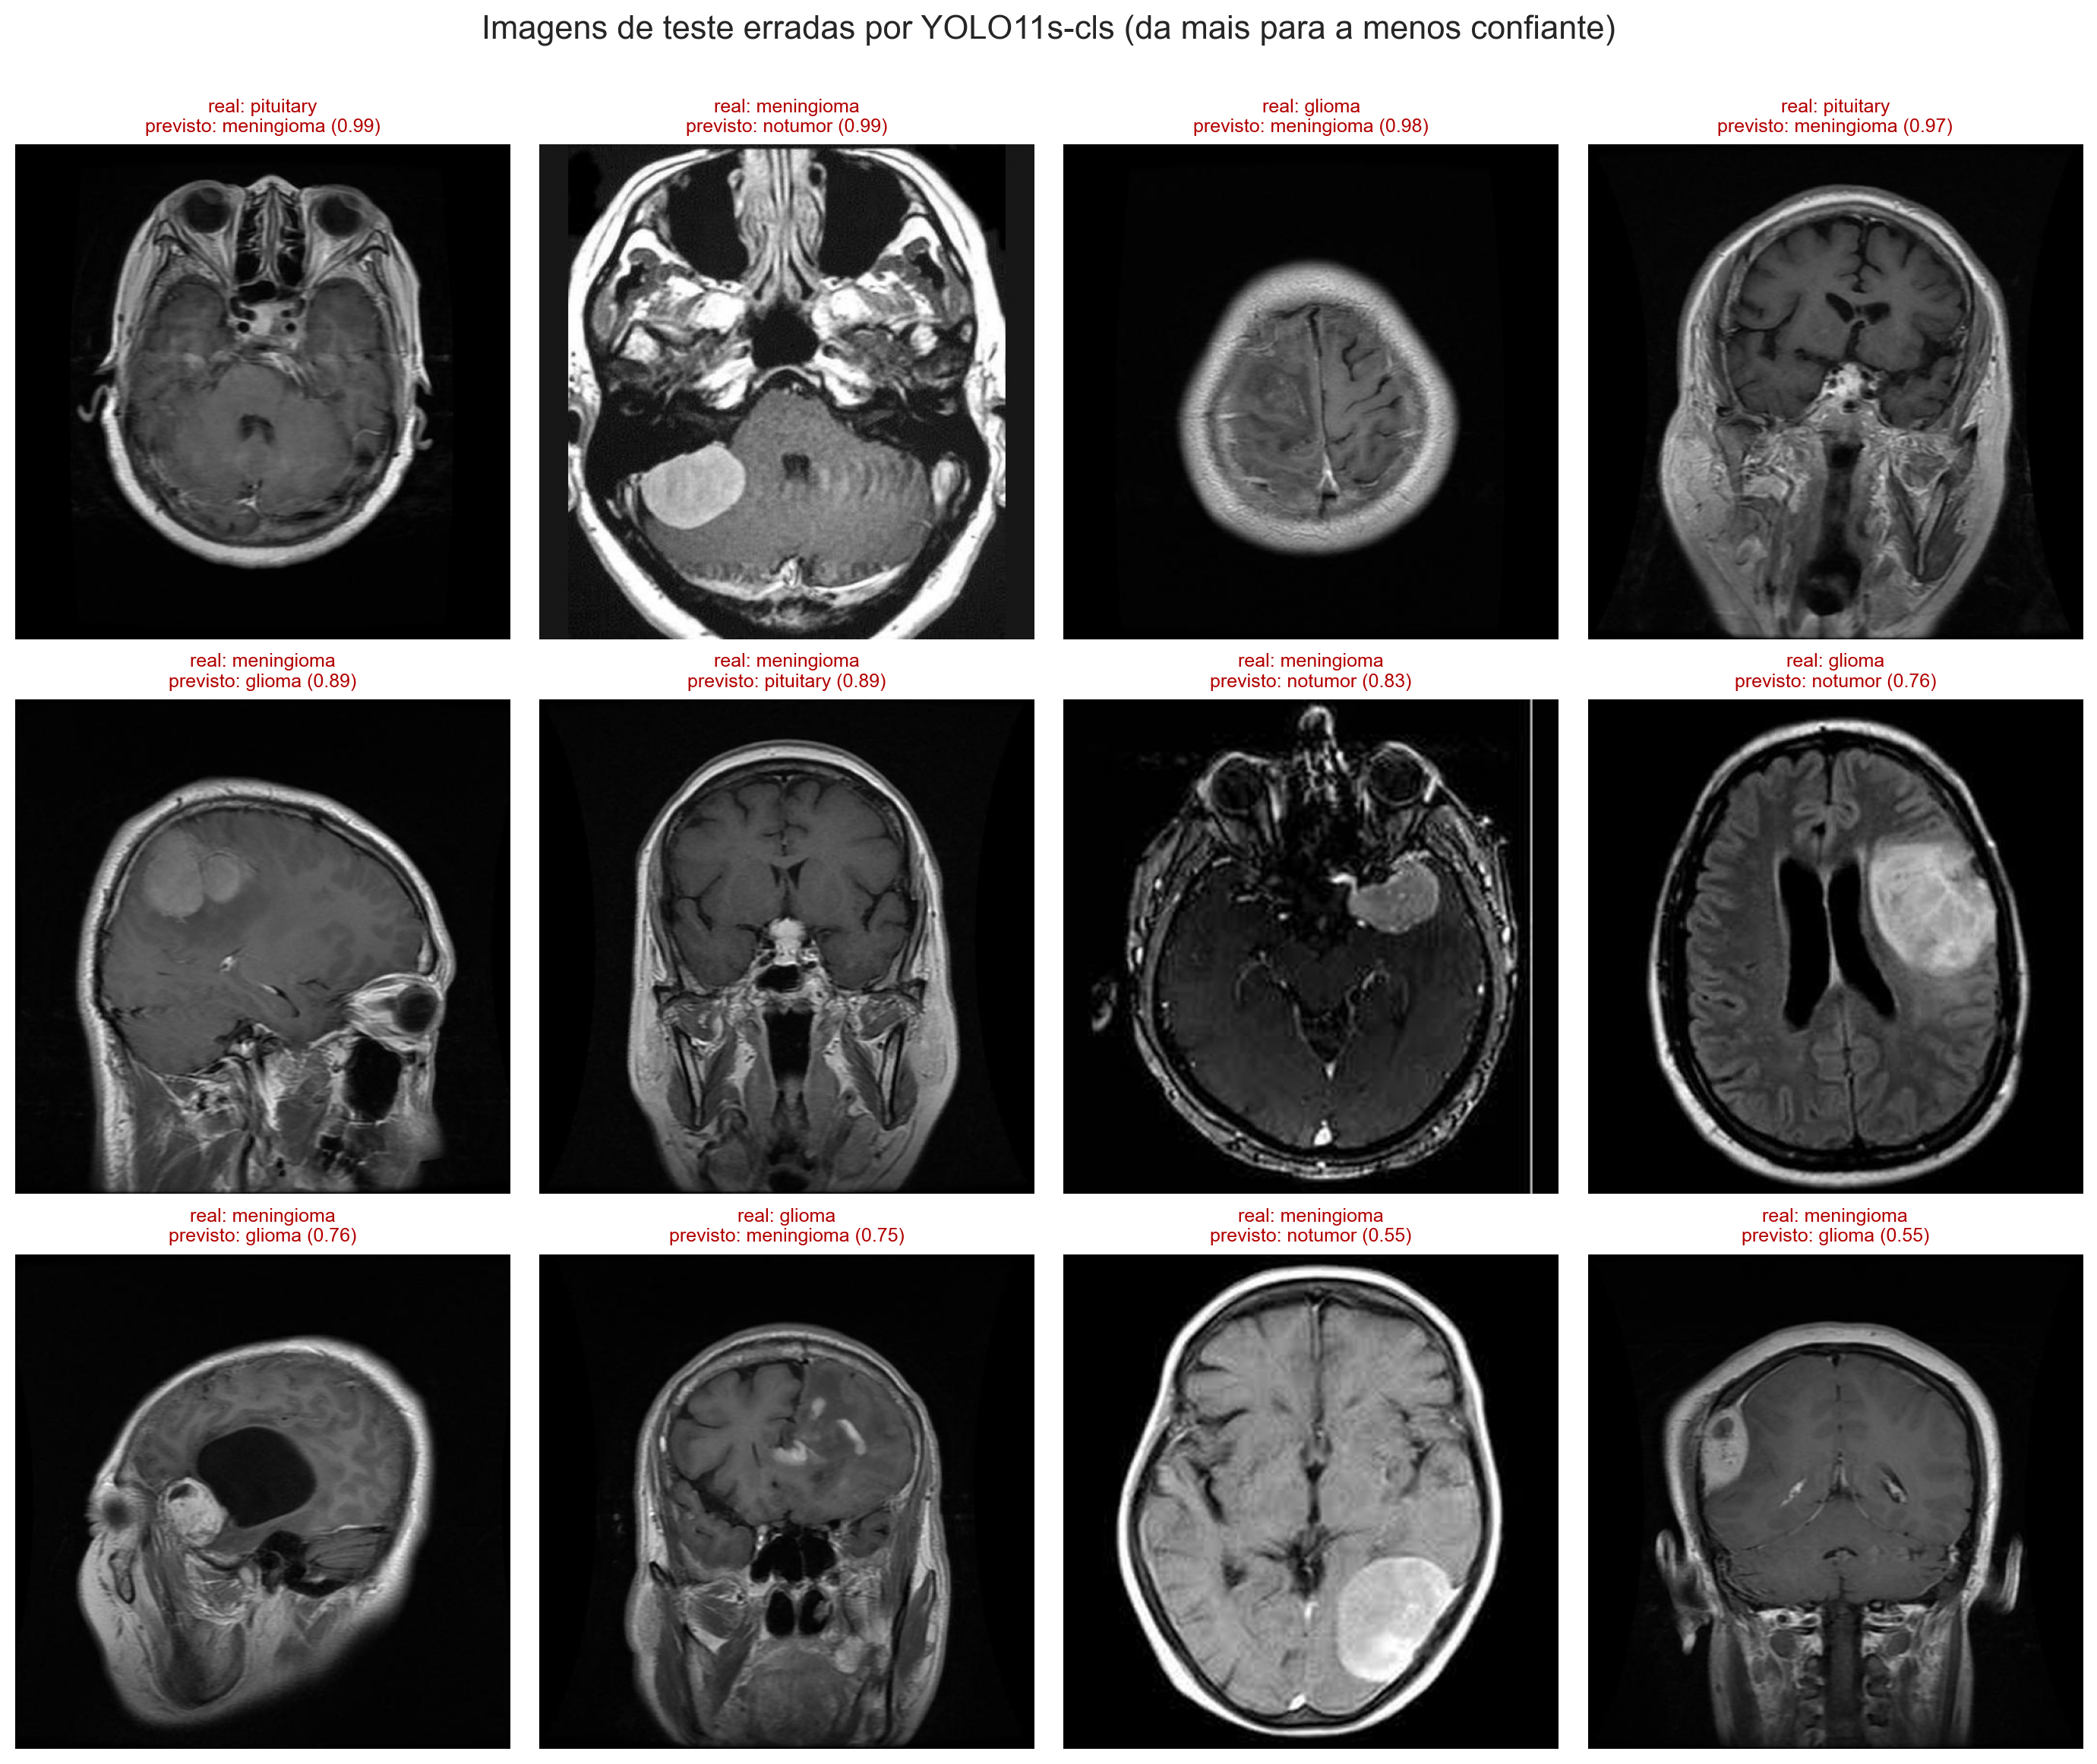 Imagens de teste erradas por YOLO11s-cls (da mais para a menos confiante)
real: pituitary
previsto: meningioma (0.99)
real: meningioma
previsto: notumor (0.99)
real: glioma
previsto: meningioma (0.98)
real: pituitary
previsto: meningioma (0.97)
real: meningioma
previsto: glioma (0.89)
real: meningioma
previsto: pituitary (0.89)
real: meningioma
previsto: notumor (0.83)
real: glioma
previsto: notumor (0.76)
real: meningioma
previsto: glioma (0.76)
real: glioma
previsto: meningioma (0.75)
real: meningioma
previsto: notumor (0.55)
real: meningioma
previsto: glioma (0.55)